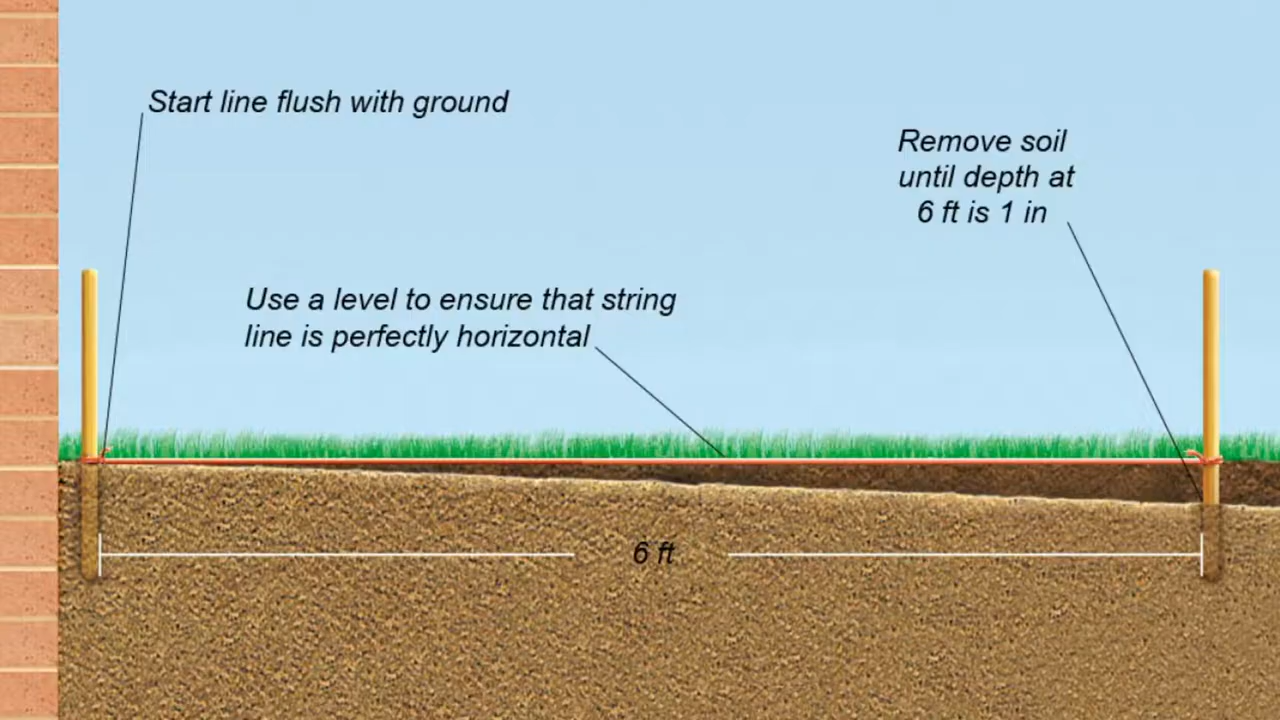 Start line flush with ground
Remove soil
until depth at
6 ft is 1 in
Use a level to ensure that string
line is perfectly horizontal
6 ft